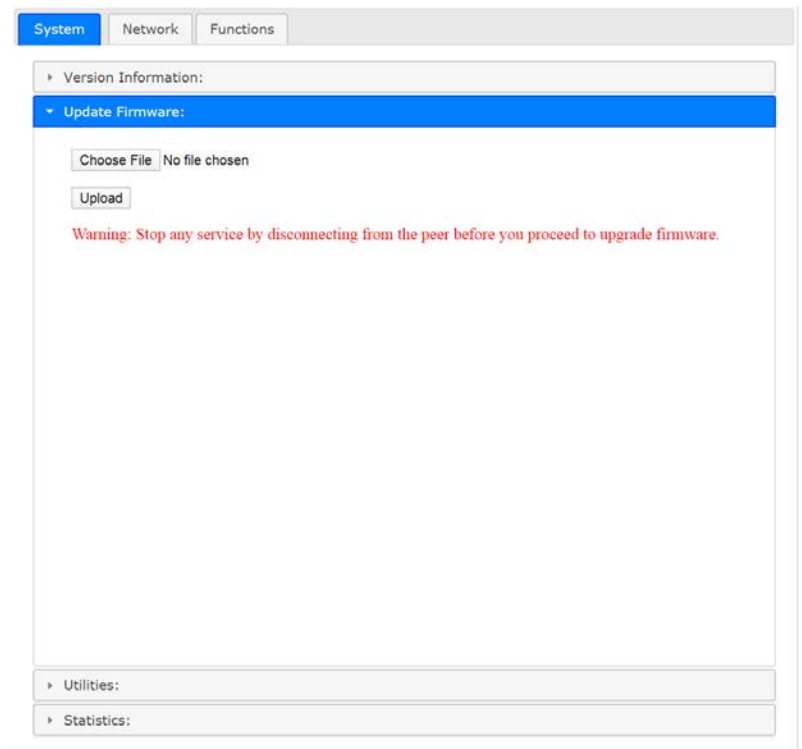 System Network Functions
Version Information:
Update Firmware:
Choose File No file chosen
Upload
Warning: Stop any service by disconnecting from the peer before you proceed to upgrade firmware.
Utilities:
Statistics: